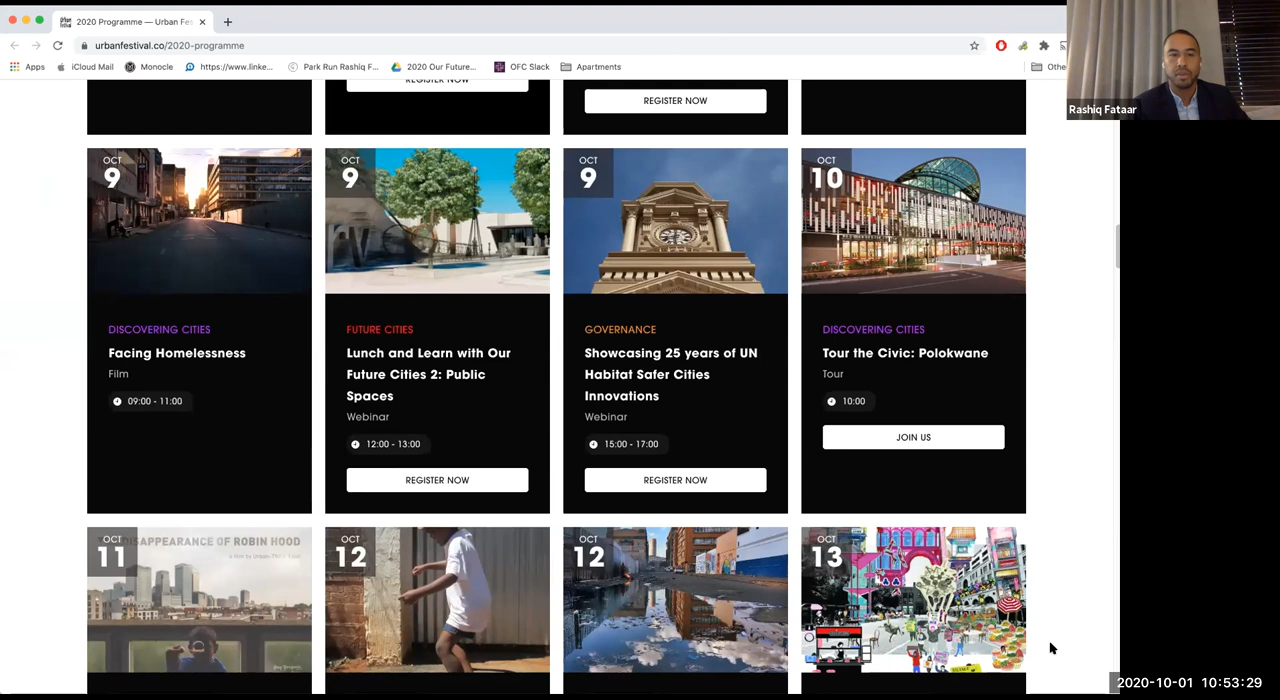 2020 Programme — Urban Fes
urbanfestival.co/2020-programme
Apps
iCloud Mail
Monocle
https://www.linke...
Park Run Rashiq F...
2020 Our Future...
OFC Slack
Apartments
Othe
Rashiq Fataar
REGISTER NOW
REGISTER NOW
OCT
9
DISCOVERING CITIES
Facing Homelessness
Film
09:00 - 11:00
OCT
9
FUTURE CITIES
Lunch and Learn with Our
Future Cities 2: Public
Spaces
Webinar
12:00 - 13:00
REGISTER NOW
OCT
9
GOVERNANCE
Showcasing 25 years of UN
Habitat Safer Cities
Innovations
Webinar
15:00 - 17:00
REGISTER NOW
OCT
10
DISCOVERING CITIES
Tour the Civic: Polokwane
Tour
10:00
JOIN US
OCT
11
DISAPPEARANCE OF ROBIN HOOD
OCT
12
OCT
12
OCT
13
2020-10-01 10:53:29